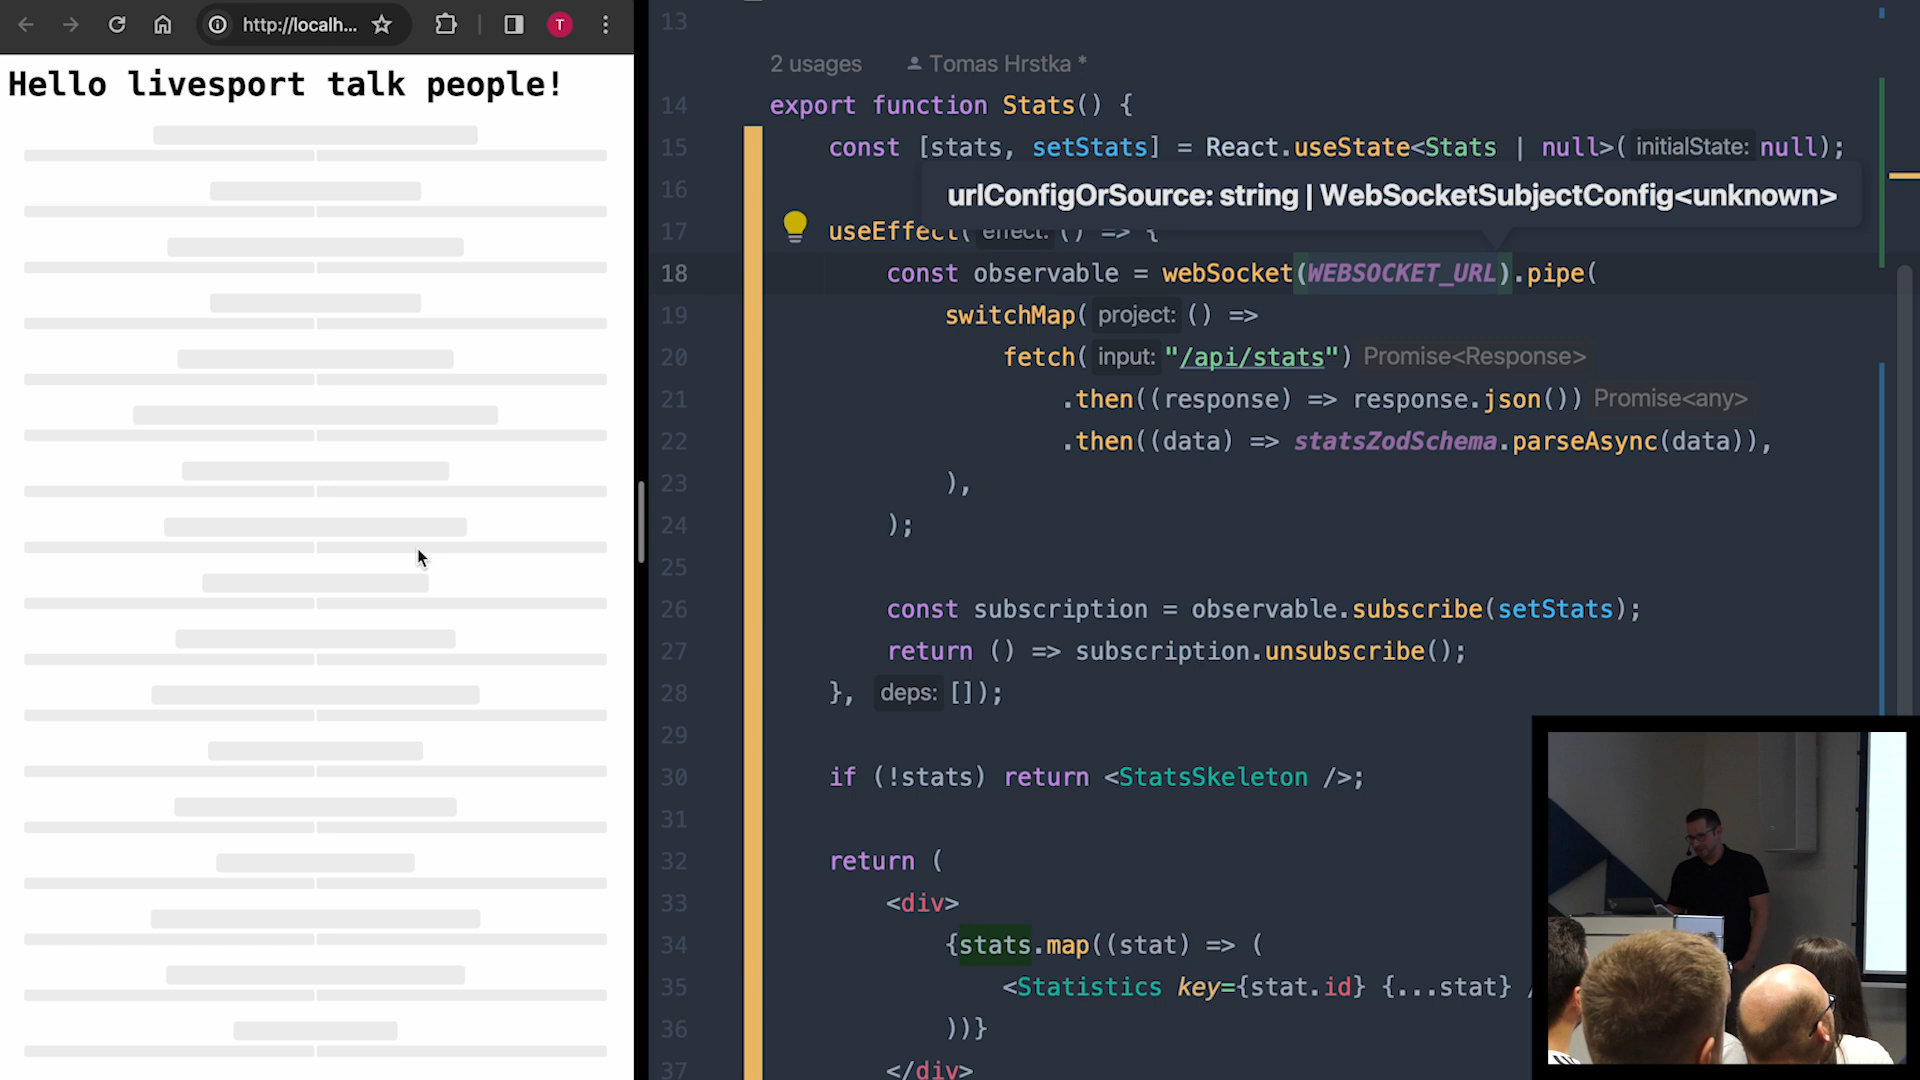 http://localh...
T
Hello livesport talk people!
13
2 usages Tomas Hrstka *
14 export function Stats() {
15 const [stats, setStats] = React.useState<Stats | null>( initialState: null);
16
urlConfigOrSource: string | WebSocketSubjectConfig<unknown>
17 useEffect( effect: () => {
18 const observable = webSocket(WEBSOCKET_URL).pipe(
19 switchMap( project: () =>
20 fetch( input: "/api/stats") Promise<Response>
21 .then((response) => response.json()) Promise<any>
22 .then((data) => statsZodSchema.parseAsync(data)),
23 ),
24 );
25
26 const subscription = observable.subscribe(setStats);
27 return () => subscription.unsubscribe();
28 }, deps: []);
29
30 if (!stats) return <StatsSkeleton />;
31
32 return (
33 <div>
34 {stats.map((stat) => (
35 <Statistics key={stat.id} {...stat} /
36 ))}
37 </div>